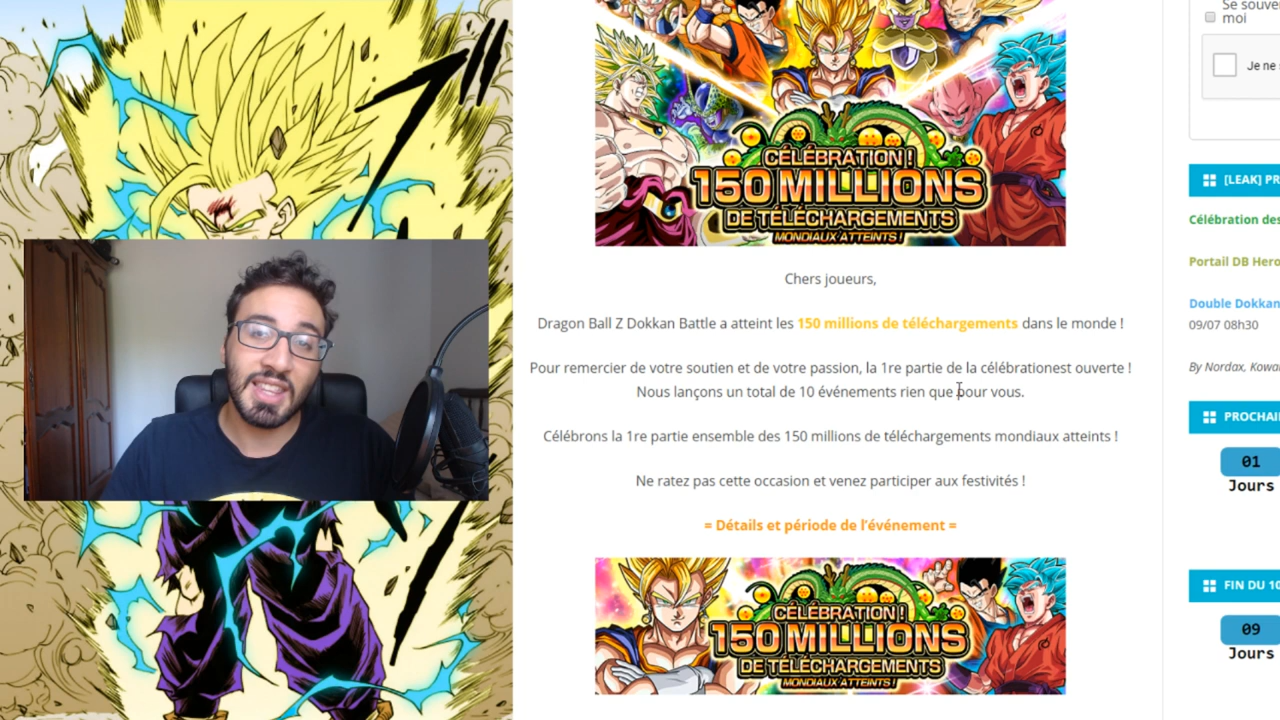 CÉLÉBRATION !
150 MILLIONS
DE TÉLÉCHARGEMENTS
MONDIAUX ATTEINTS !
Chers joueurs,
Dragon Ball Z Dokkan Battle a atteint les 150 millions de téléchargements dans le monde !
Pour remercier de votre soutien et de votre passion, la 1re partie de la célébrationest ouverte !
Nous lançons un total de 10 événements rien que pour vous.
Célébrons la 1re partie ensemble des 150 millions de téléchargements mondiaux atteints !
Ne ratez pas cette occasion et venez participer aux festivités !
= Détails et période de l'événement =
CÉLÉBRATION !
150 MILLIONS
DE TÉLÉCHARGEMENTS
MONDIAUX ATTEINTS !
Se souve
moi
Je ne
[LEAK] PR
Célébration des
Portail DB Hero
Double Dokkan
09/07 08h30
By Nordax, Kowa
PROCHAI
01
Jours
FIN DU 10
09
Jours